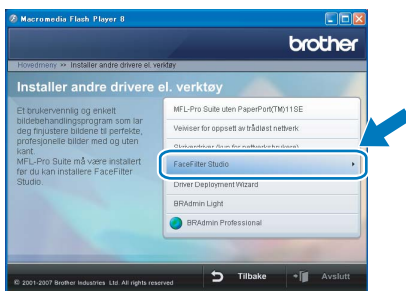 Macromedia Flash Player 8
brother
Hovedmeny >> Installer andre drivere el. verktøy
Installer andre drivere el. verktøy
Et brukervennlig og enkelt
bildebehandlingsprogram som lar
deg finjustere bildene til perfekte,
profesjonelle bilder med og uten
kant.
MFL-Pro Suite må være installert
før du kan installere FaceFilter
Studio.
MFL-Pro Suite uten PaperPort(TM)11SE
Veiviser for oppsett av trådløst nettverk
Skriverdriver (kun for nettverksbrukere)
FaceFilter Studio
Driver Deployment Wizard
BRAdmin Light
BRAdmin Professional
© 2001-2007 Brother Industries Ltd. All rights reserved
Tilbake
Avslutt